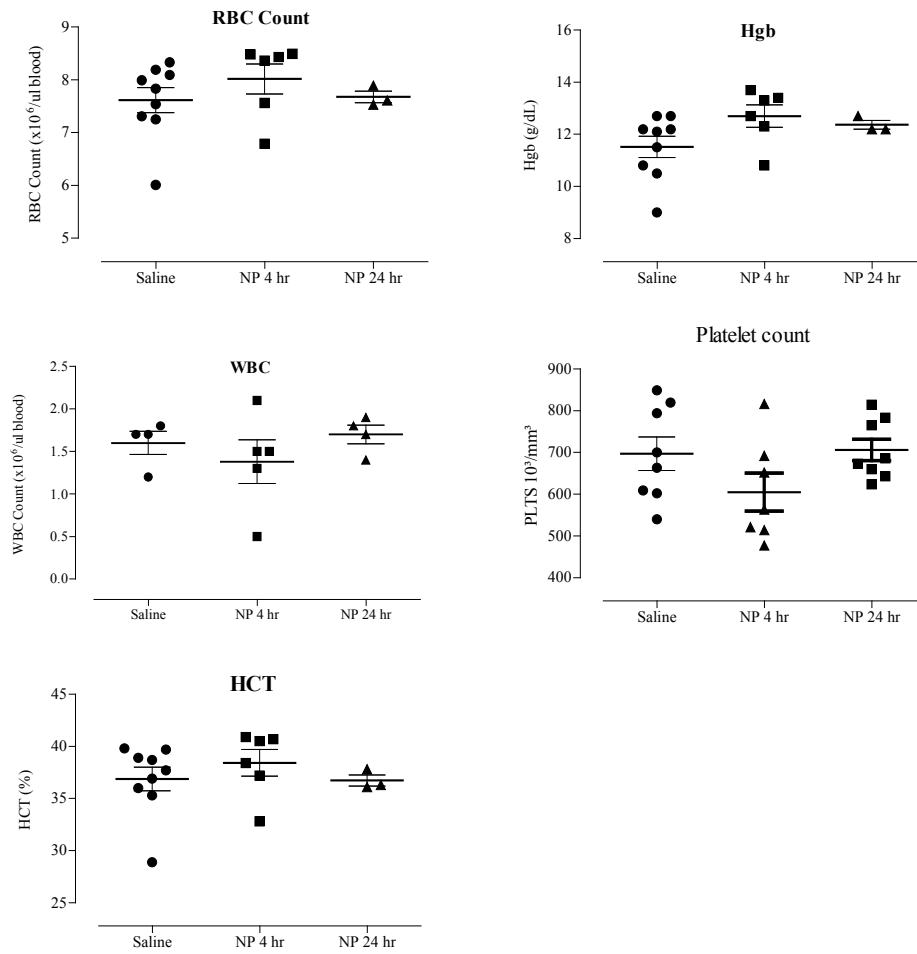 RBC Count
RBC Count (x10⁶/ul blood)
9
8
7
6
5
Saline
NP 4 hr
NP 24 hr
Hgb
Hgb (g/dL)
16
14
12
10
8
Saline
NP 4 hr
NP 24 hr
WBC
WBC Count (x10⁶/ul blood)
2.5
2.0
1.5
1.0
0.5
0.0
Saline
NP 4 hr
NP 24 hr
Platelet count
PLTS 10³/mm³
900
800
700
600
500
400
Saline
NP 4 hr
NP 24 hr
HCT
HCT (%)
45
40
35
30
25
Saline
NP 4 hr
NP 24 hr